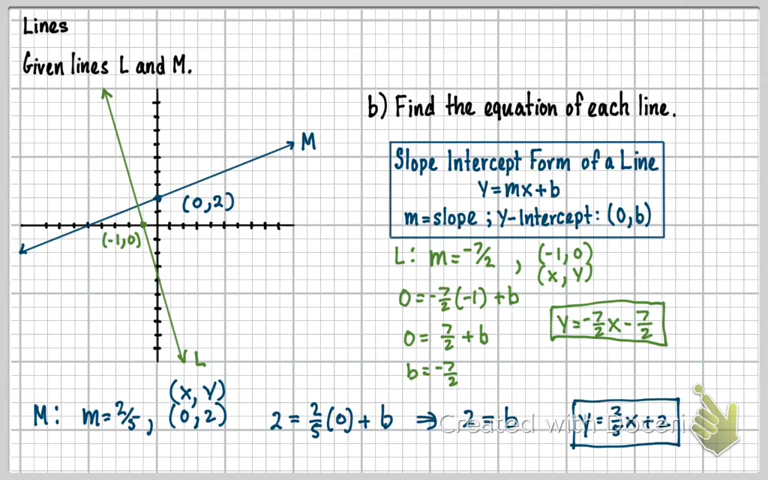 Lines
Given lines L and M.
M
(0,2)
(-1,0)
L
b) Find the equation of each line.
Slope Intercept Form of a Line
Y=mx+b
m=slope ; Y-Intercept: (0,b)
L: m=-7/2 , (-1,0)
(X,Y)
0=-7/2(-1)+b
0=7/2+b
b=-7/2
Y=-7/2x-7/2
(X,Y)
M: m=2/5, (0,2) 2=2/5(0)+b ⇒ 2=b Y=2/5x+2
Created with Doceri